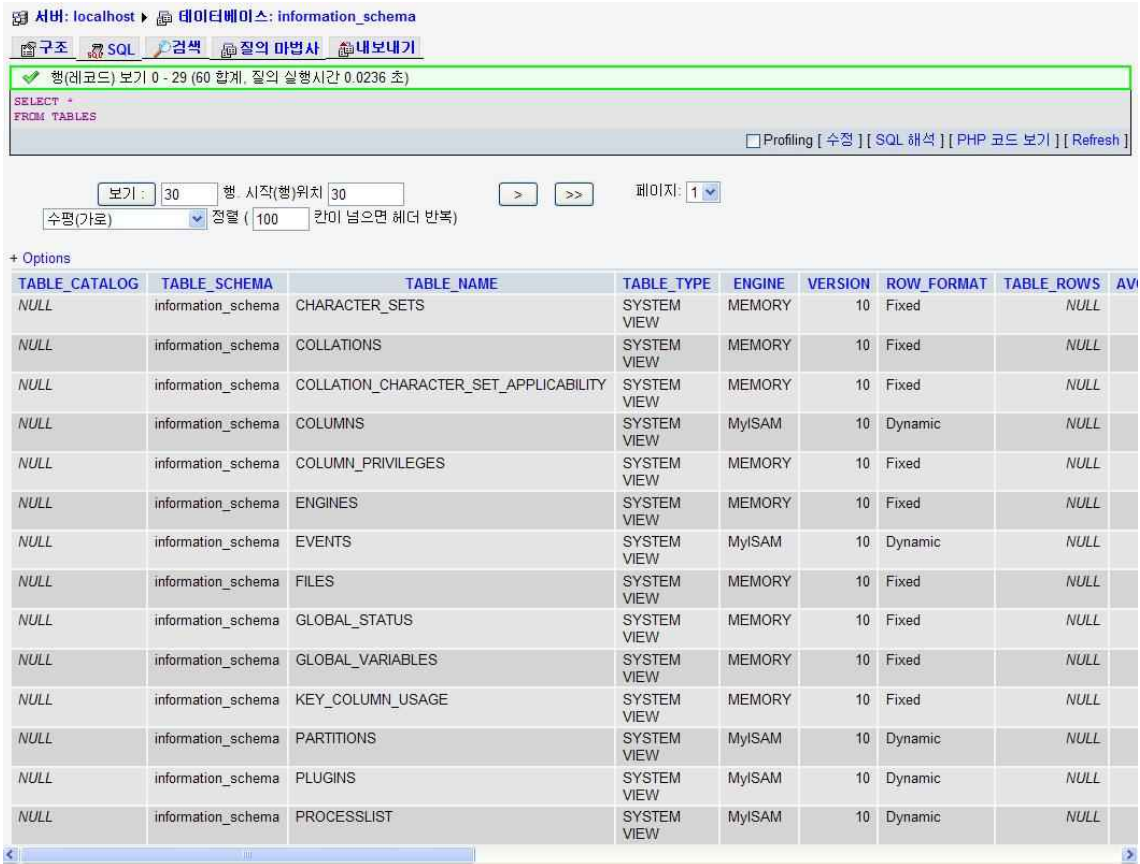 서버: localhost ▶ 데이터베이스: information_schema
구조 SQL 검색 질의 마법사 내보내기
행(레코드) 보기 0 - 29 (60 합계, 질의 실행시간 0.0236 초)
SELECT *
FROM TABLES
Profiling [ 수정 ] [ SQL 해석 ] [ PHP 코드 보기 ] [ Refresh ]
보기 : 30 행. 시작(행)위치 30 > >> 페이지: 1
수평(가로) 정렬 ( 100 칸이 넘으면 헤더 반복)
+ Options
TABLE_CATALOG TABLE_SCHEMA TABLE_NAME TABLE_TYPE ENGINE VERSION ROW_FORMAT TABLE_ROWS AV
NULL information_schema CHARACTER_SETS SYSTEM VIEW MEMORY 10 Fixed NULL
NULL information_schema COLLATIONS SYSTEM VIEW MEMORY 10 Fixed NULL
NULL information_schema COLLATION_CHARACTER_SET_APPLICABILITY SYSTEM VIEW MEMORY 10 Fixed NULL
NULL information_schema COLUMNS SYSTEM VIEW MyISAM 10 Dynamic NULL
NULL information_schema COLUMN_PRIVILEGES SYSTEM VIEW MEMORY 10 Fixed NULL
NULL information_schema ENGINES SYSTEM VIEW MEMORY 10 Fixed NULL
NULL information_schema EVENTS SYSTEM VIEW MyISAM 10 Dynamic NULL
NULL information_schema FILES SYSTEM VIEW MEMORY 10 Fixed NULL
NULL information_schema GLOBAL_STATUS SYSTEM VIEW MEMORY 10 Fixed NULL
NULL information_schema GLOBAL_VARIABLES SYSTEM VIEW MEMORY 10 Fixed NULL
NULL information_schema KEY_COLUMN_USAGE SYSTEM VIEW MEMORY 10 Fixed NULL
NULL information_schema PARTITIONS SYSTEM VIEW MyISAM 10 Dynamic NULL
NULL information_schema PLUGINS SYSTEM VIEW MyISAM 10 Dynamic NULL
NULL information_schema PROCESSLIST SYSTEM VIEW MyISAM 10 Dynamic NULL